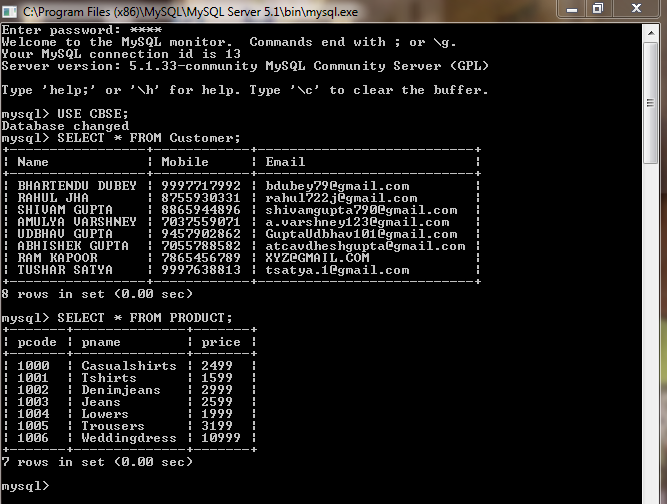 C:\Program Files (x86)\MySQL\MySQL Server 5.1\bin\mysql.exe
Enter password: ****
Welcome to the MySQL monitor.  Commands end with ; or \g.
Your MySQL connection id is 13
Server version: 5.1.33-community MySQL Community Server (GPL)

Type 'help;' or '\h' for help. Type '\c' to clear the buffer.

mysql> USE CBSE;
Database changed
mysql> SELECT * FROM Customer;
+-----------------+------------+---------------------------+
| Name            | Mobile     | Email                     |
+-----------------+------------+---------------------------+
| BHARTENDU DUBEY | 9997717992 | bdubey79@gmail.com        |
| RAHUL JHA       | 8755930331 | rahul722j@gmail.com       |
| SHIVAM GUPTA    | 8865944896 | shivamgupta790@gmail.com  |
| AMULYA VARSHNEY | 7037559071 | a.varshney123@gmail.com   |
| UDBHAV GUPTA    | 9457902862 | GuptaUdbhav101@gmail.com  |
| ABHISHEK GUPTA  | 7055788582 | atcavdheshgupta@gmail.com |
| RAM KAPOOR      | 7865456789 | XYZ@GMAIL.COM             |
| TUSHAR SATYA    | 9997638813 | tsatya.1@gmail.com        |
+-----------------+------------+---------------------------+
8 rows in set (0.00 sec)

mysql> SELECT * FROM PRODUCT;
+-------+--------------+-------+
| pcode | pname        | price |
+-------+--------------+-------+
| 1000  | Casualshirts | 2499  |
| 1001  | Tshirts      | 1599  |
| 1002  | Denimjeans   | 2999  |
| 1003  | Jeans        | 2599  |
| 1004  | Lowers       | 1999  |
| 1005  | Trousers     | 3199  |
| 1006  | Weddingdress | 10999 |
+-------+--------------+-------+
7 rows in set (0.00 sec)

mysql>